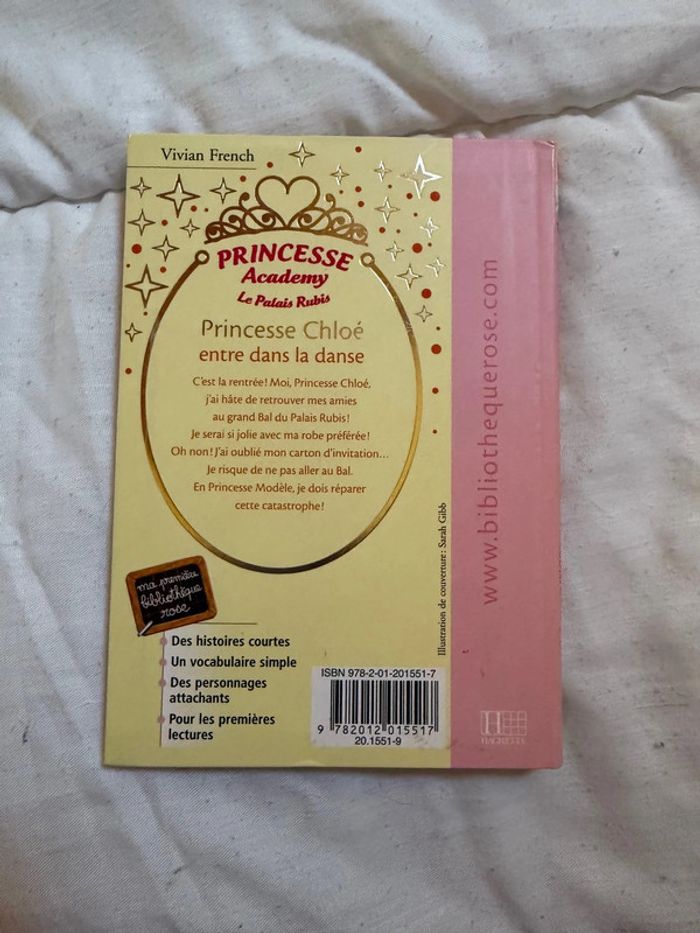 Vivian French
PRINCESSE
Academy
Le Palais Rubis
Princesse Chloé
entre dans la danse
C'est la rentrée! Moi, Princesse Chloé,
j'ai hâte de retrouver mes amies
au grand Bal du Palais Rubis!
Je serai si jolie avec ma robe préférée!
Oh non! J'ai oublié mon carton d'invitation...
Je risque de ne pas aller au Bal.
En Princesse Modèle, je dois réparer
cette catastrophe!
Illustration de couverture : Sarah Gibb
ma première
bibliothèque
rose
Des histoires courtes
Un vocabulaire simple
Des personnages
attachants
Pour les premières
lectures
ISBN 978-2-01-201551-7
9 782012 015517
20.1551-9
www.bibliothequerose.com
H
HACHETTE